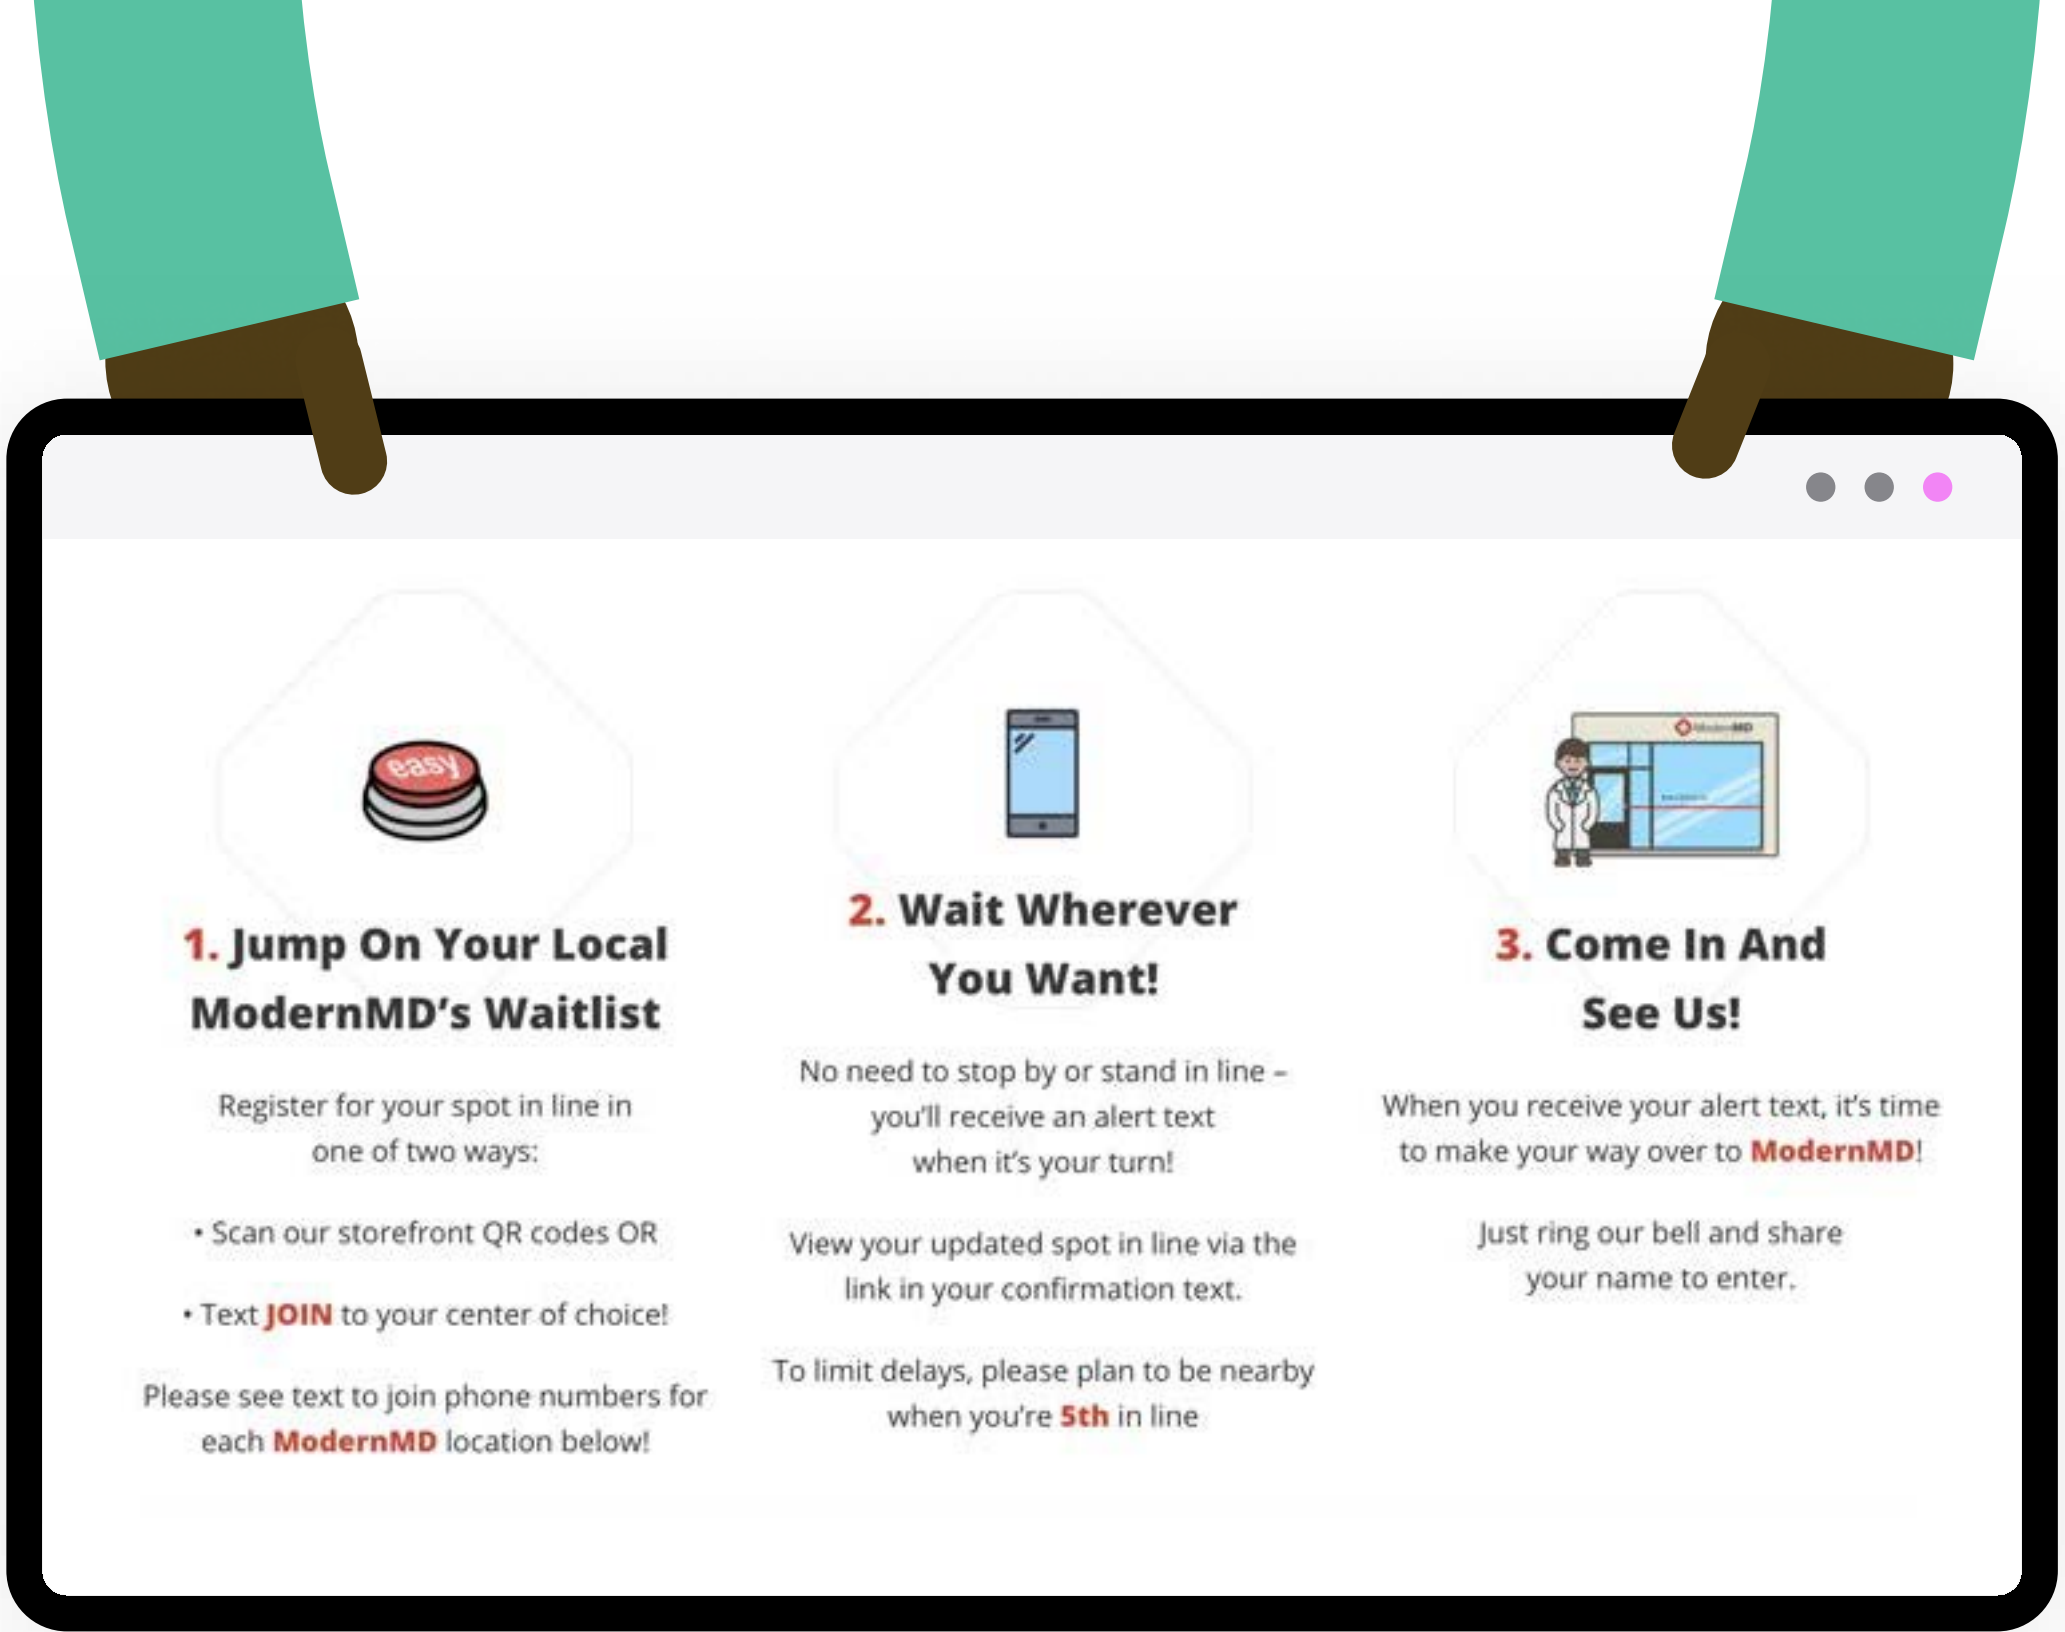 easy
1. Jump On Your Local
ModernMD’s Waitlist
Register for your spot in line in
one of two ways:
• Scan our storefront QR codes OR
• Text JOIN to your center of choice!
Please see text to join phone numbers for
each ModernMD location below!
2. Wait Wherever
You Want!
No need to stop by or stand in line –
you’ll receive an alert text
when it’s your turn!
View your updated spot in line via the
link in your confirmation text.
To limit delays, please plan to be nearby
when you’re 5th in line
ModernMD
3. Come In And
See Us!
When you receive your alert text, it’s time
to make your way over to ModernMD!
Just ring our bell and share
your name to enter.